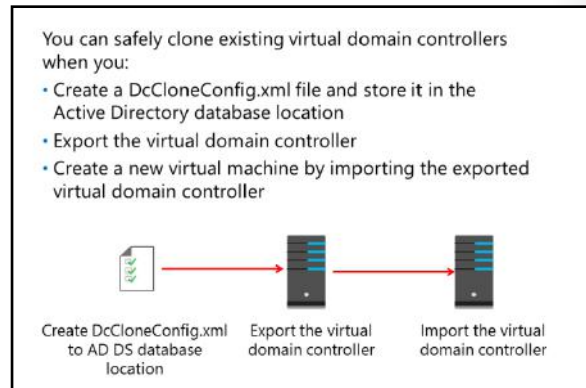 You can safely clone existing virtual domain controllers
when you:
• Create a DcCloneConfig.xml file and store it in the
Active Directory database location
• Export the virtual domain controller
• Create a new virtual machine by importing the exported
virtual domain controller
Create DcCloneConfig.xml
to AD DS database
location
Export the virtual
domain controller
Import the virtual
domain controller